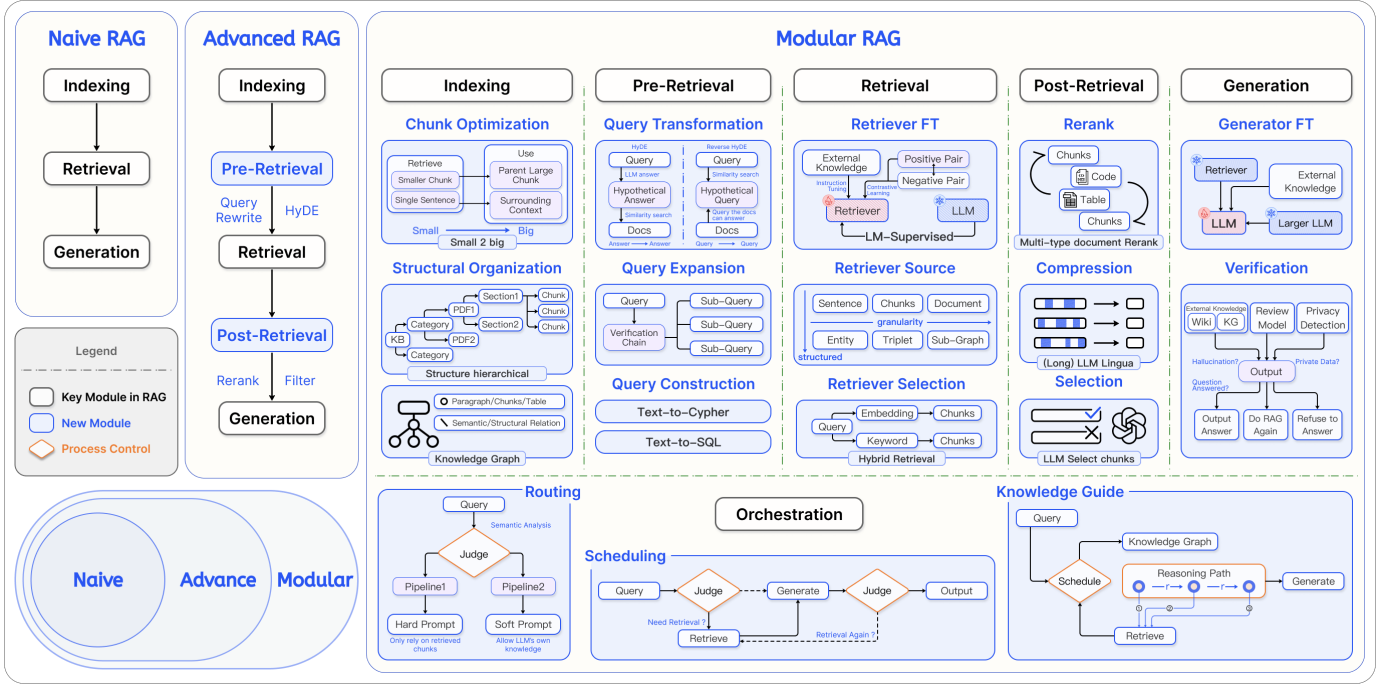 Naive RAG
Indexing
Retrieval
Generation
Advanced RAG
Indexing
Pre-Retrieval
Query
Rewrite
HyDE
Retrieval
Post-Retrieval
Rerank
Filter
Generation
Legend
Key Module in RAG
New Module
Process Control
Naive
Advance
Modular
Modular RAG
Indexing
Chunk Optimization
Retrieve
Smaller Chunk
Single Sentence
Use
Parent Large
Chunk
Surrounding
Context
Small
Big
Small 2 big
Structural Organization
KB
Category
Category
PDF1
PDF2
Section1
Section2
Chunk
Chunk
Chunk
Structure hierarchical
Paragraph/Chunks/Table
Semantic/Structural Relation
Knowledge Graph
Pre-Retrieval
Query Transformation
HyDE
Query
LLM answer
Hypothetical
Answer
Similarity search
Docs
Answer
Answer
Reverse HyDE
Query
Similarity search
Hypothetical
Query
Query the docs
can answer
Docs
Query
Query
Query Expansion
Query
Verification
Chain
Sub-Query
Sub-Query
Sub-Query
Query Construction
Text-to-Cypher
Text-to-SQL
Retrieval
Retriever FT
External
Knowledge
Positive Pair
Negative Pair
Instruction
Tuning
Contrastive
Learning
Retriever
LLM
LM-Supervised
Retriever Source
Sentence
Chunks
Document
granularity
Entity
Triplet
Sub-Graph
structured
Retriever Selection
Query
Embedding
Chunks
Keyword
Chunks
Hybrid Retrieval
Post-Retrieval
Rerank
Chunks
Code
Table
Chunks
Multi-type document Rerank
Compression
(Long) LLM Lingua
Selection
LLM Select chunks
Generation
Generator FT
Retriever
External
Knowledge
LLM
Larger LLM
Verification
External Knowledge
Wiki
KG
Review
Model
Privacy
Detection
Hallucination?
Private Data?
Output
Question
Answered?
Output
Answer
Do RAG
Again
Refuse to
Answer
Routing
Query
Semantic Analysis
Judge
Pipeline1
Pipeline2
Hard Prompt
Soft Prompt
Only rely on retrieved
chunks
Allow LLM's own
knowledge
Orchestration
Scheduling
Query
Judge
Generate
Judge
Output
Need Retrieval ?
Retrieve
Retrieval Again ?
Knowledge Guide
Query
Knowledge Graph
Schedule
Reasoning Path
r
r
Generate
①
②
③
Retrieve